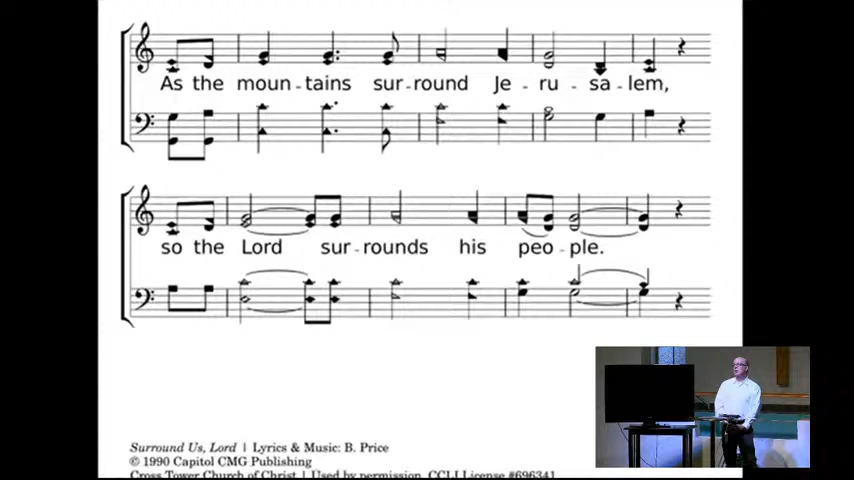 As the moun - tains sur - round Je - ru - sa - lem,
so the Lord sur - rounds his peo - ple.
Surround Us, Lord | Lyrics & Music: B. Price
© 1990 Capitol CMG Publishing
Cross Tower Church of Christ | Used by permission. CCLI License #696341